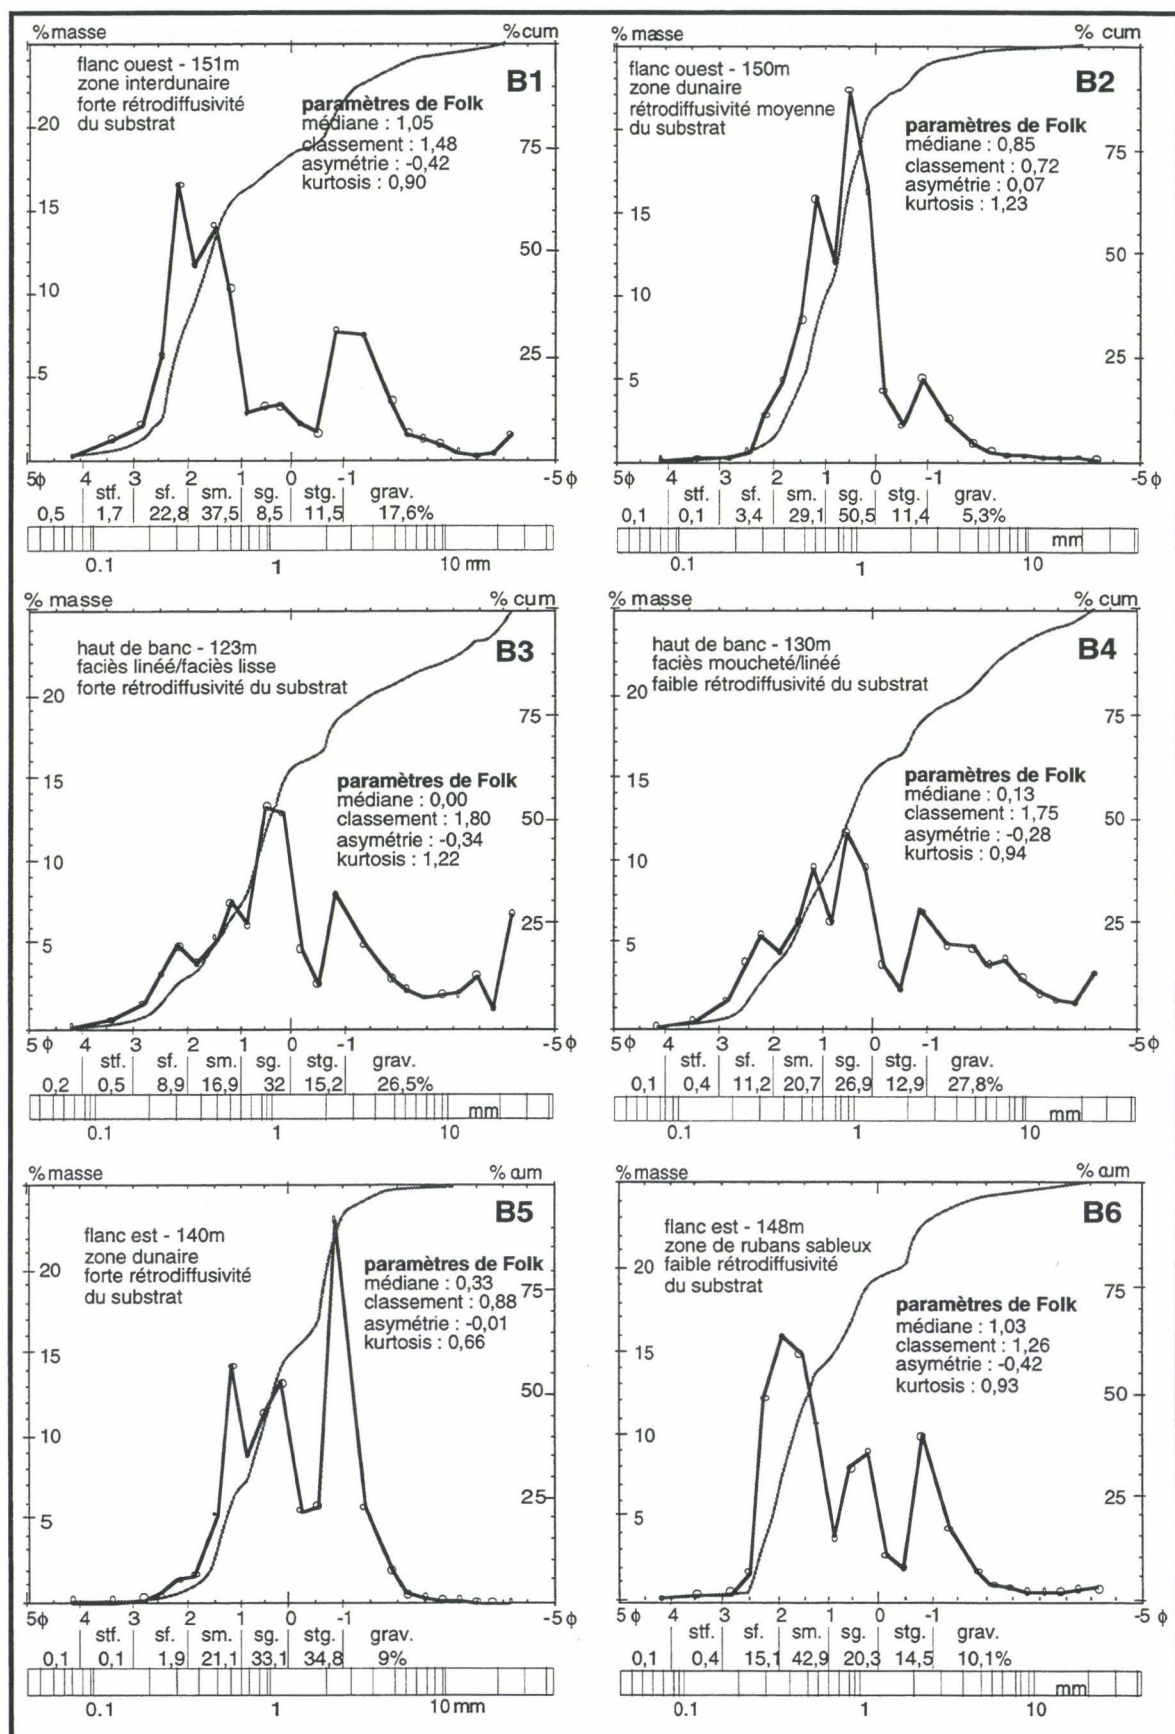 % masse % cum
B1
flanc ouest - 151m
zone interdunaire
forte rétrodiffusivité
du substrat
paramètres de Folk
médiane : 1,05
classement : 1,48
asymétrie : -0,42
kurtosis : 0,90
20
15
10
5
75
50
25
5ϕ 4 3 2 1 0 -1 -5ϕ
stf. sf. sm. sg. stg. grav.
0,5 1,7 22,8 37,5 8,5 11,5 17,6%
0.1 1 10 mm
% masse % cum
B2
flanc ouest - 150m
zone dunaire
rétrodiffusivité moyenne
du substrat
paramètres de Folk
médiane : 0,85
classement : 0,72
asymétrie : 0,07
kurtosis : 1,23
20
15
10
5
75
50
25
5ϕ 4 3 2 1 0 -1 -5ϕ
stf. sf. sm. sg. stg. grav.
0,1 0,1 3,4 29,1 50,5 11,4 5,3%
mm
0.1 1 10
% masse % cum
B3
haut de banc - 123m
faciès linéé/faciès lisse
forte rétrodiffusivité du substrat
paramètres de Folk
médiane : 0,00
classement : 1,80
asymétrie : -0,34
kurtosis : 1,22
20
15
10
5
75
50
25
5ϕ 4 3 2 1 0 -1 -5ϕ
stf. sf. sm. sg. stg. grav.
0,2 0,5 8,9 16,9 32 15,2 26,5%
mm
0.1 1 10
% masse % cum
B4
haut de banc - 130m
faciès moucheté/linéé
faible rétrodiffusivité du substrat
paramètres de Folk
médiane : 0,13
classement : 1,75
asymétrie : -0,28
kurtosis : 0,94
20
15
10
5
75
50
25
5ϕ 4 3 2 1 0 -1 -5ϕ
stf. sf. sm. sg. stg. grav.
0,1 0,4 11,2 20,7 26,9 12,9 27,8%
mm
0.1 1 10
% masse % cum
B5
flanc est - 140m
zone dunaire
forte rétrodiffusivité
du substrat
paramètres de Folk
médiane : 0,33
classement : 0,88
asymétrie : -0,01
kurtosis : 0,66
20
15
10
5
75
50
25
5ϕ 4 3 2 1 0 -1 -5ϕ
stf. sf. sm. sg. stg. grav.
0,1 0,1 1,9 21,1 33,1 34,8 9%
0.1 1 10 mm
% masse % cum
B6
flanc est - 148m
zone de rubans sableux
faible rétrodiffusivité
du substrat
paramètres de Folk
médiane : 1,03
classement : 1,26
asymétrie : -0,42
kurtosis : 0,93
20
15
10
5
75
50
25
5ϕ 4 3 2 1 0 -1 -5ϕ
stf. sf. sm. sg. stg. grav.
0,1 0,4 15,1 42,9 20,3 14,5 10,1%
mm
0.1 1 10